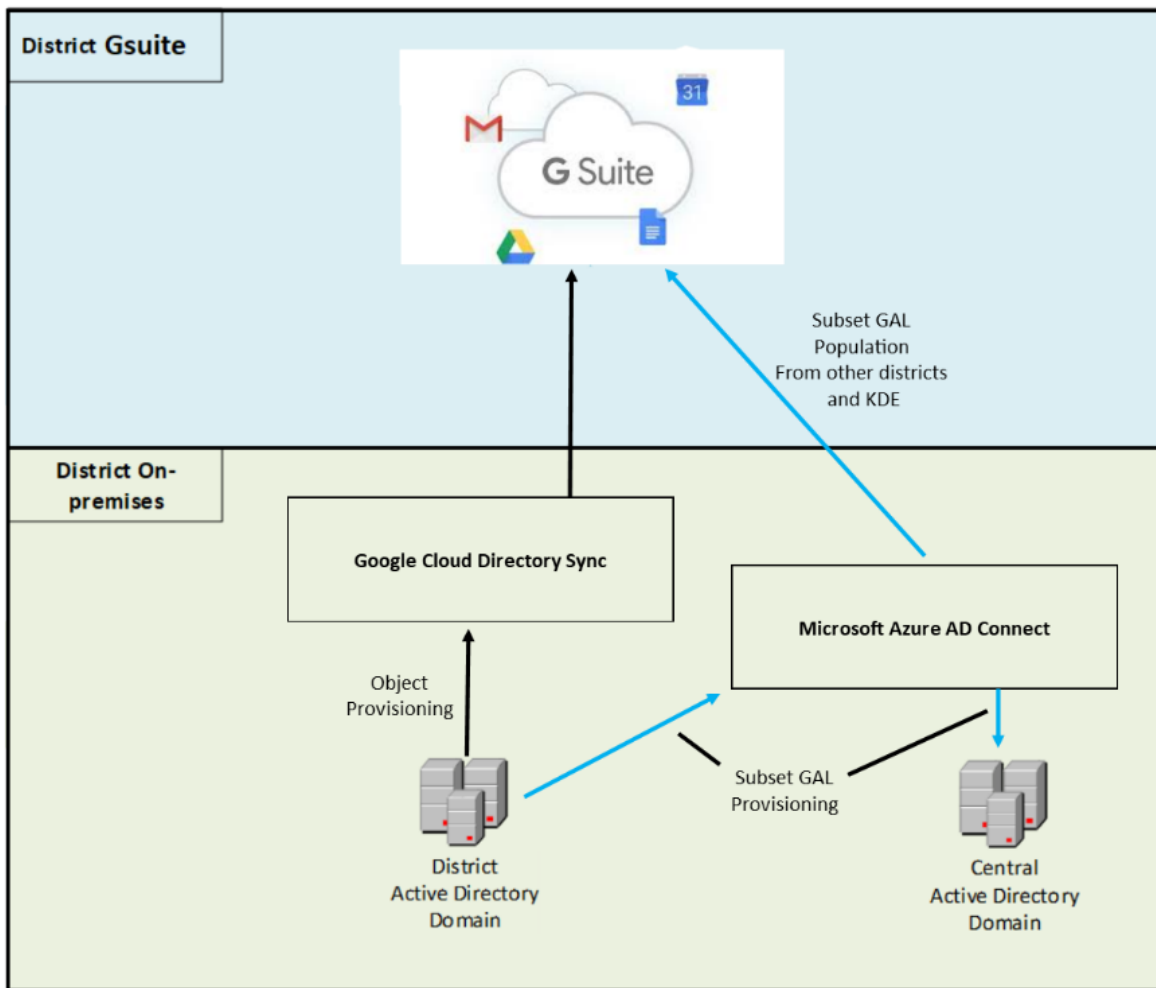 District Gsuite
31
G Suite
Subset GAL
Population
From other districts
and KDE
District On-
premises
Google Cloud Directory Sync
Microsoft Azure AD Connect
Object
Provisioning
Subset GAL
Provisioning
District
Active Directory
Domain
Central
Active Directory
Domain